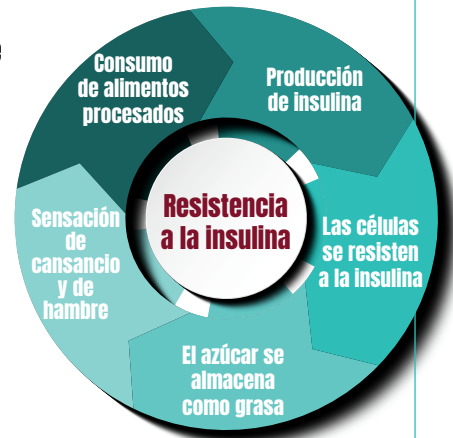 Consumo
de alimentos
procesados
Producción
de insulina
Las células
se resisten
a la insulina
El azúcar se
almacena
como grasa
Sensación
de
cansancio
y de
hambre
Resistencia
a la insulina